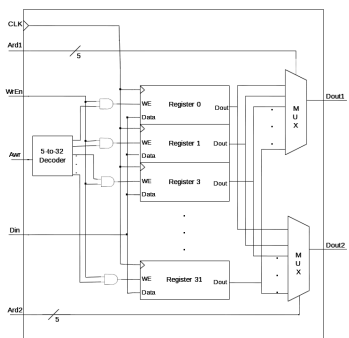 CLK
Ard1
5
WrEn
Register 0
Dout
WE
Data
M
U
X
Dout1
5-to-32
Decoder
Awr
Register 1
Dout
WE
Data
Register 3
Dout
WE
Data
Din
M
U
X
Dout2
Register 31
Dout
WE
Data
Ard2
5